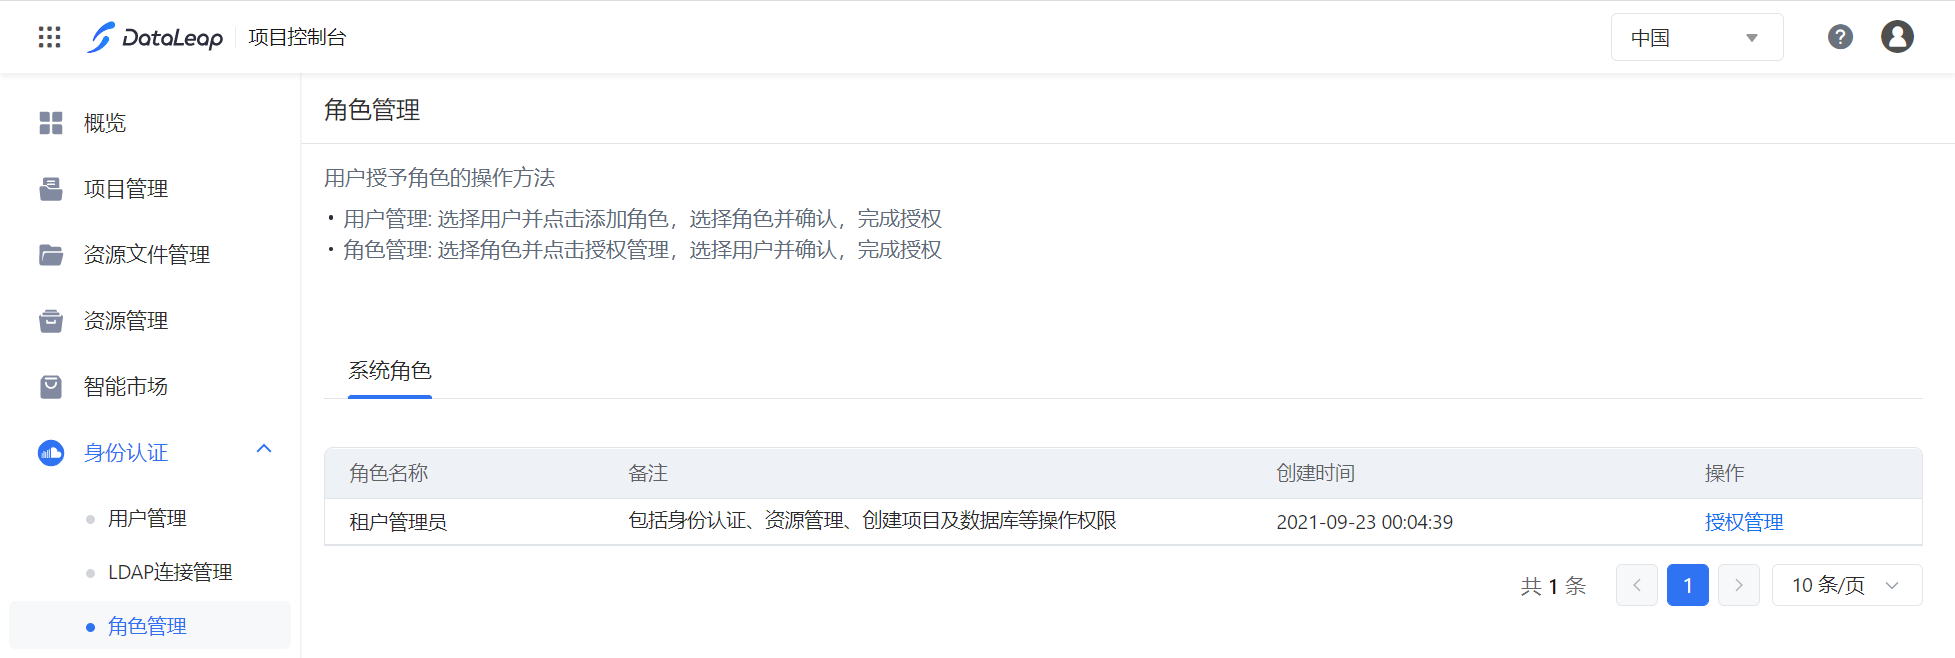 DataLeap 项目控制台 中国
概览
项目管理
资源文件管理
资源管理
智能市场
身份认证
用户管理
LDAP连接管理
角色管理
角色管理
用户授予角色的操作方法
• 用户管理: 选择用户并点击添加角色，选择角色并确认，完成授权
• 角色管理: 选择角色并点击授权管理，选择用户并确认，完成授权
系统角色
角色名称 备注 创建时间 操作
租户管理员 包括身份认证、资源管理、创建项目及数据库等操作权限 2021-09-23 00:04:39 授权管理
共 1 条 1 10 条/页